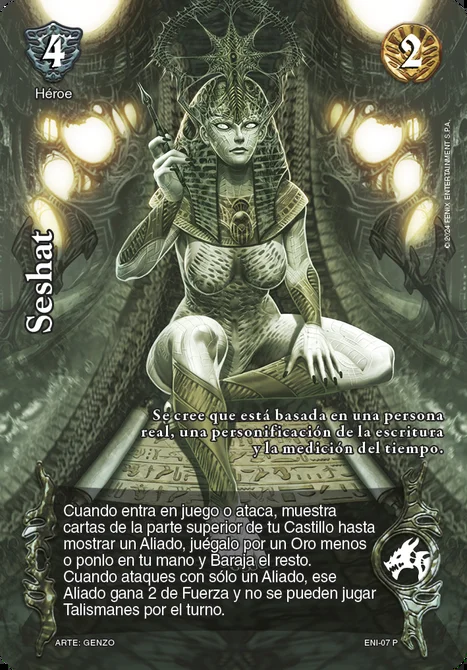 4
2
Héroe
© 2024 FENIX ENTERTAINMENT S.P.A.
Seshat
Se cree que está basada en una persona
real, una personificación de la escritura
y la medición del tiempo.
Cuando entra en juego o ataca, muestra
cartas de la parte superior de tu Castillo hasta
mostrar un Aliado, juégalo por un Oro menos
o ponlo en tu mano y Baraja el resto.
Cuando ataques con sólo un Aliado, ese
Aliado gana 2 de Fuerza y no se pueden jugar
Talismanes por el turno.
ARTE: GENZO
ENI-07 P